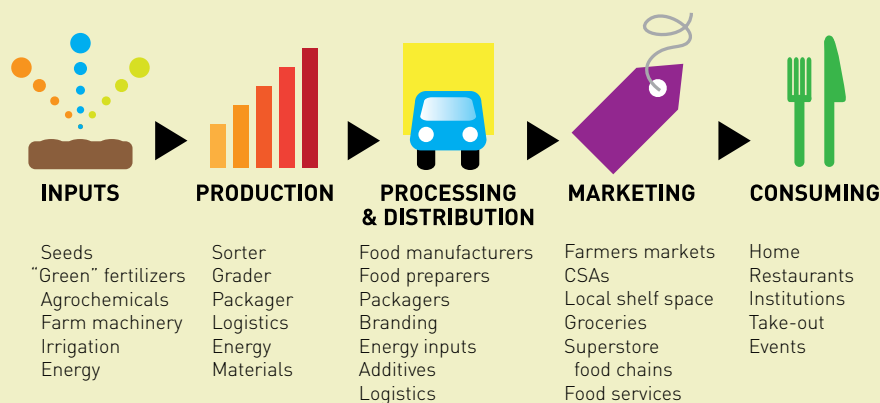 INPUTS
Seeds
"Green" fertilizers
Agrochemicals
Farm machinery
Irrigation
Energy
PRODUCTION
Sorter
Grader
Packager
Logistics
Energy
Materials
PROCESSING
& DISTRIBUTION
Food manufacturers
Food preparers
Packagers
Branding
Energy inputs
Additives
Logistics
MARKETING
Farmers markets
CSAs
Local shelf space
Groceries
Superstore
food chains
Food services
CONSUMING
Home
Restaurants
Institutions
Take-out
Events